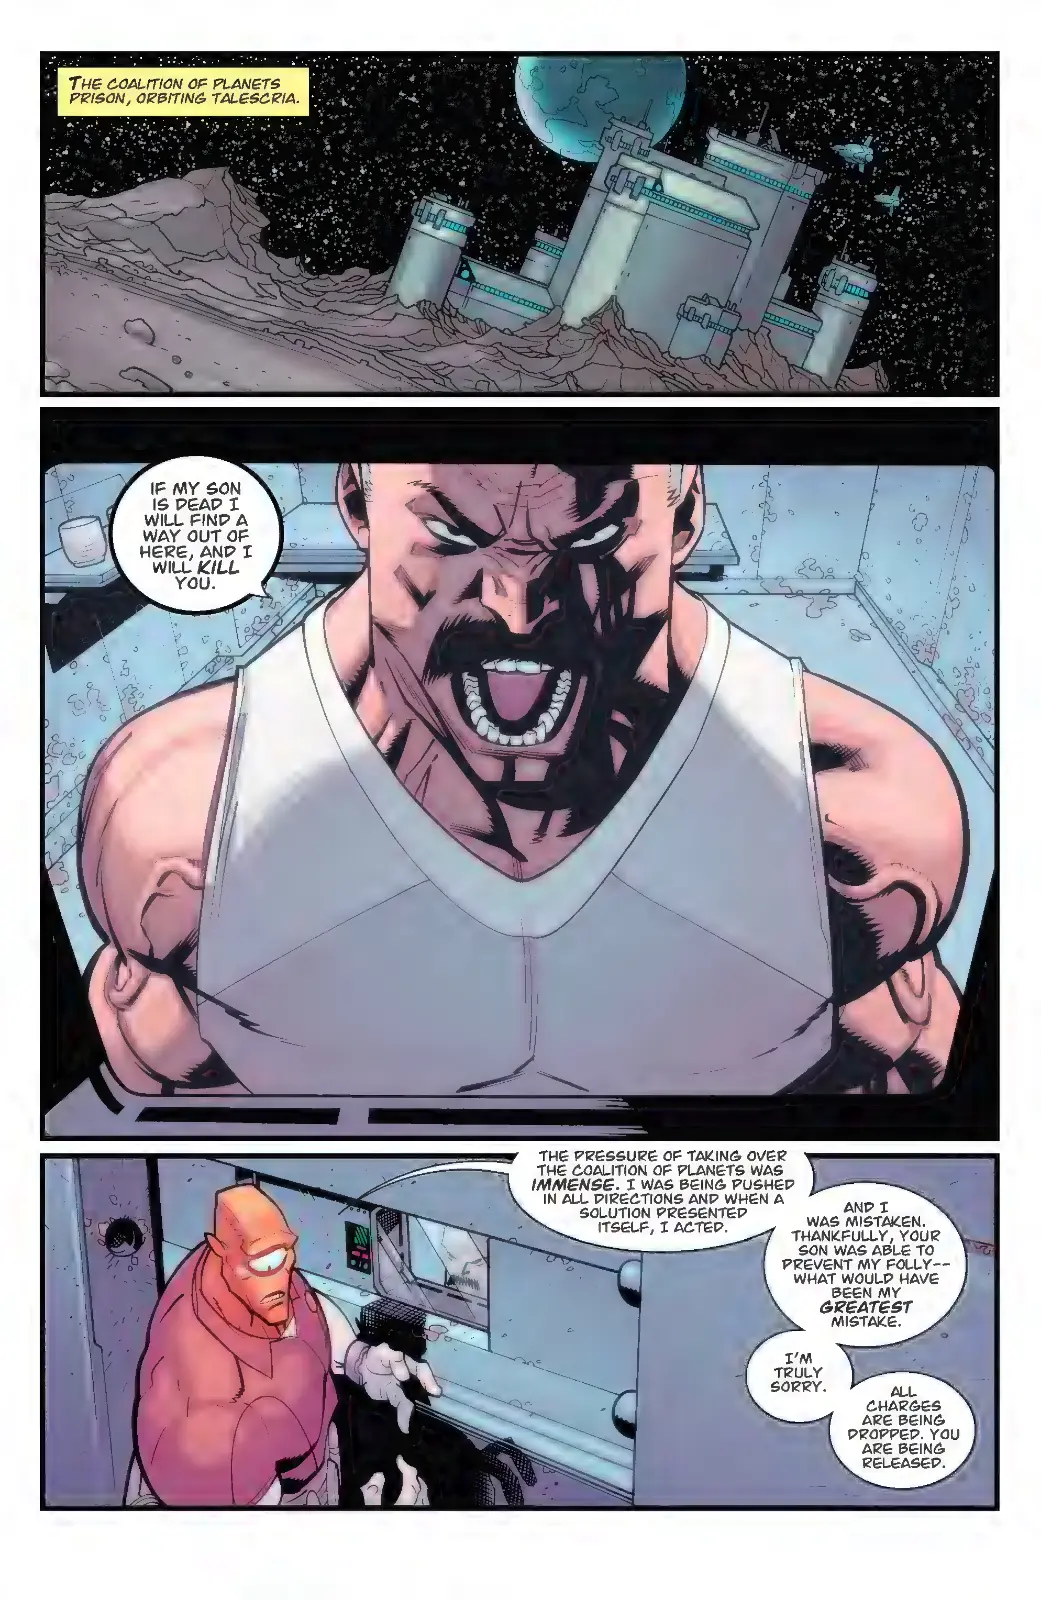 THE COALITION OF PLANETS
PRISON, ORBITING TALESCRIA.
IF MY SON
IS DEAD I
WILL FIND A
WAY OUT OF
HERE, AND I
WILL KILL
YOU.
THE PRESSURE OF TAKING OVER
THE COALITION OF PLANETS WAS
IMMENSE. I WAS BEING PUSHED
IN ALL DIRECTIONS AND WHEN A
SOLUTION PRESENTED
ITSELF, I ACTED.
AND I
WAS MISTAKEN.
THANKFULLY, YOUR
SON WAS ABLE TO
PREVENT MY FOLLY--
WHAT WOULD HAVE
BEEN MY
GREATEST
MISTAKE.
I'M
TRULY
SORRY.
ALL
CHARGES
ARE BEING
DROPPED. YOU
ARE BEING
RELEASED.